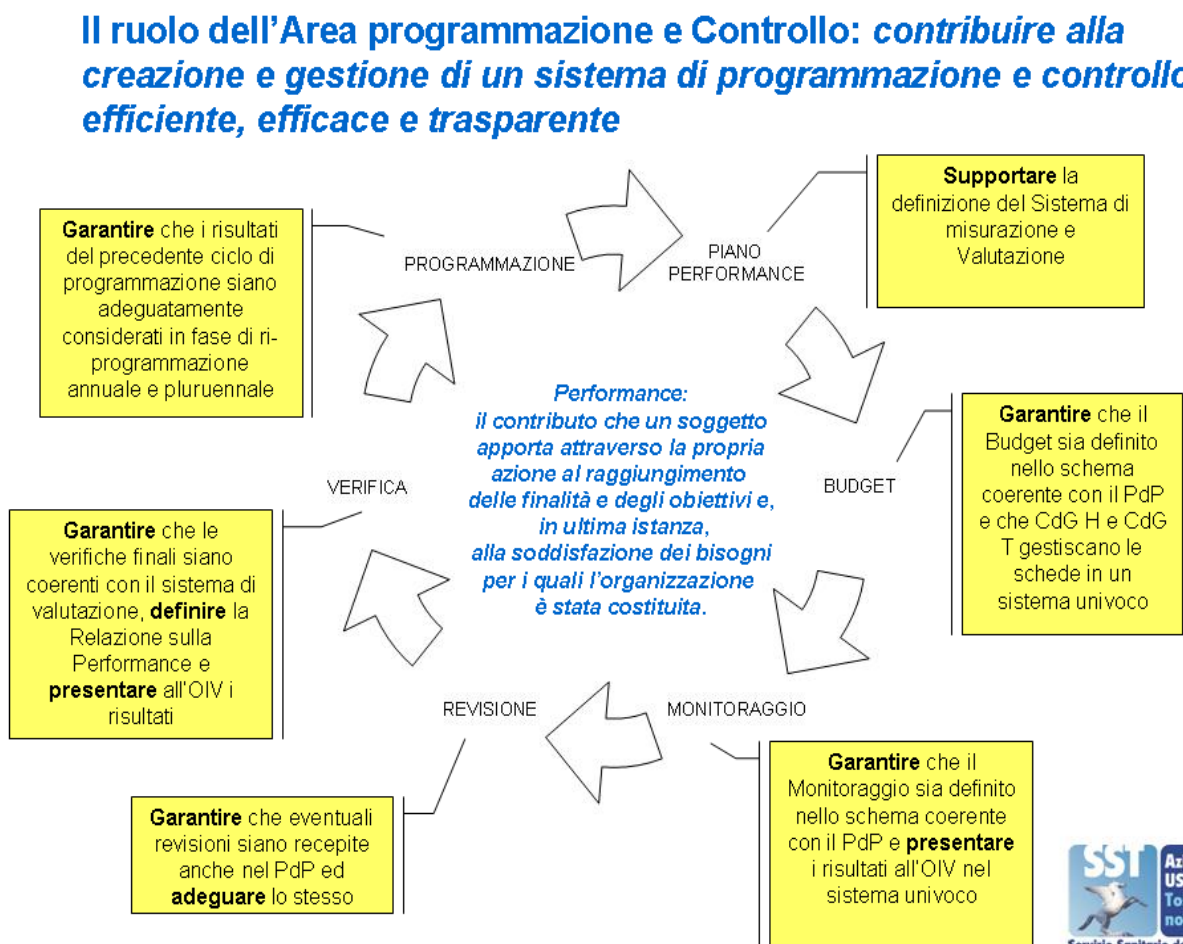 Il ruolo dell'Area programmazione e Controllo: contribuire alla
creazione e gestione di un sistema di programmazione e controllo
efficiente, efficace e trasparente
Garantire che i risultati
del precedente ciclo di
programmazione siano
adeguatamente
considerati in fase di ri-
programmazione
annuale e pluruennale
PROGRAMMAZIONE
PIANO
PERFORMANCE
Supportare la
definizione del Sistema di
misurazione e
Valutazione
Performance:
il contributo che un soggetto
apporta attraverso la propria
azione al raggiungimento
delle finalità e degli obiettivi e,
in ultima istanza,
alla soddisfazione dei bisogni
per i quali l'organizzazione
è stata costituita.
BUDGET
Garantire che il
Budget sia definito
nello schema
coerente con il PdP
e che CdG H e CdG
T gestiscano le
schede in un
sistema univoco
VERIFICA
Garantire che le
verifiche finali siano
coerenti con il sistema di
valutazione, definire la
Relazione sulla
Performance e
presentare all'OIV i
risultati
REVISIONE
MONITORAGGIO
Garantire che eventuali
revisioni siano recepite
anche nel PdP ed
adeguare lo stesso
Garantire che il
Monitoraggio sia definito
nello schema coerente
con il PdP e presentare
i risultati all'OIV nel
sistema univoco
SST
Az
US
To
no